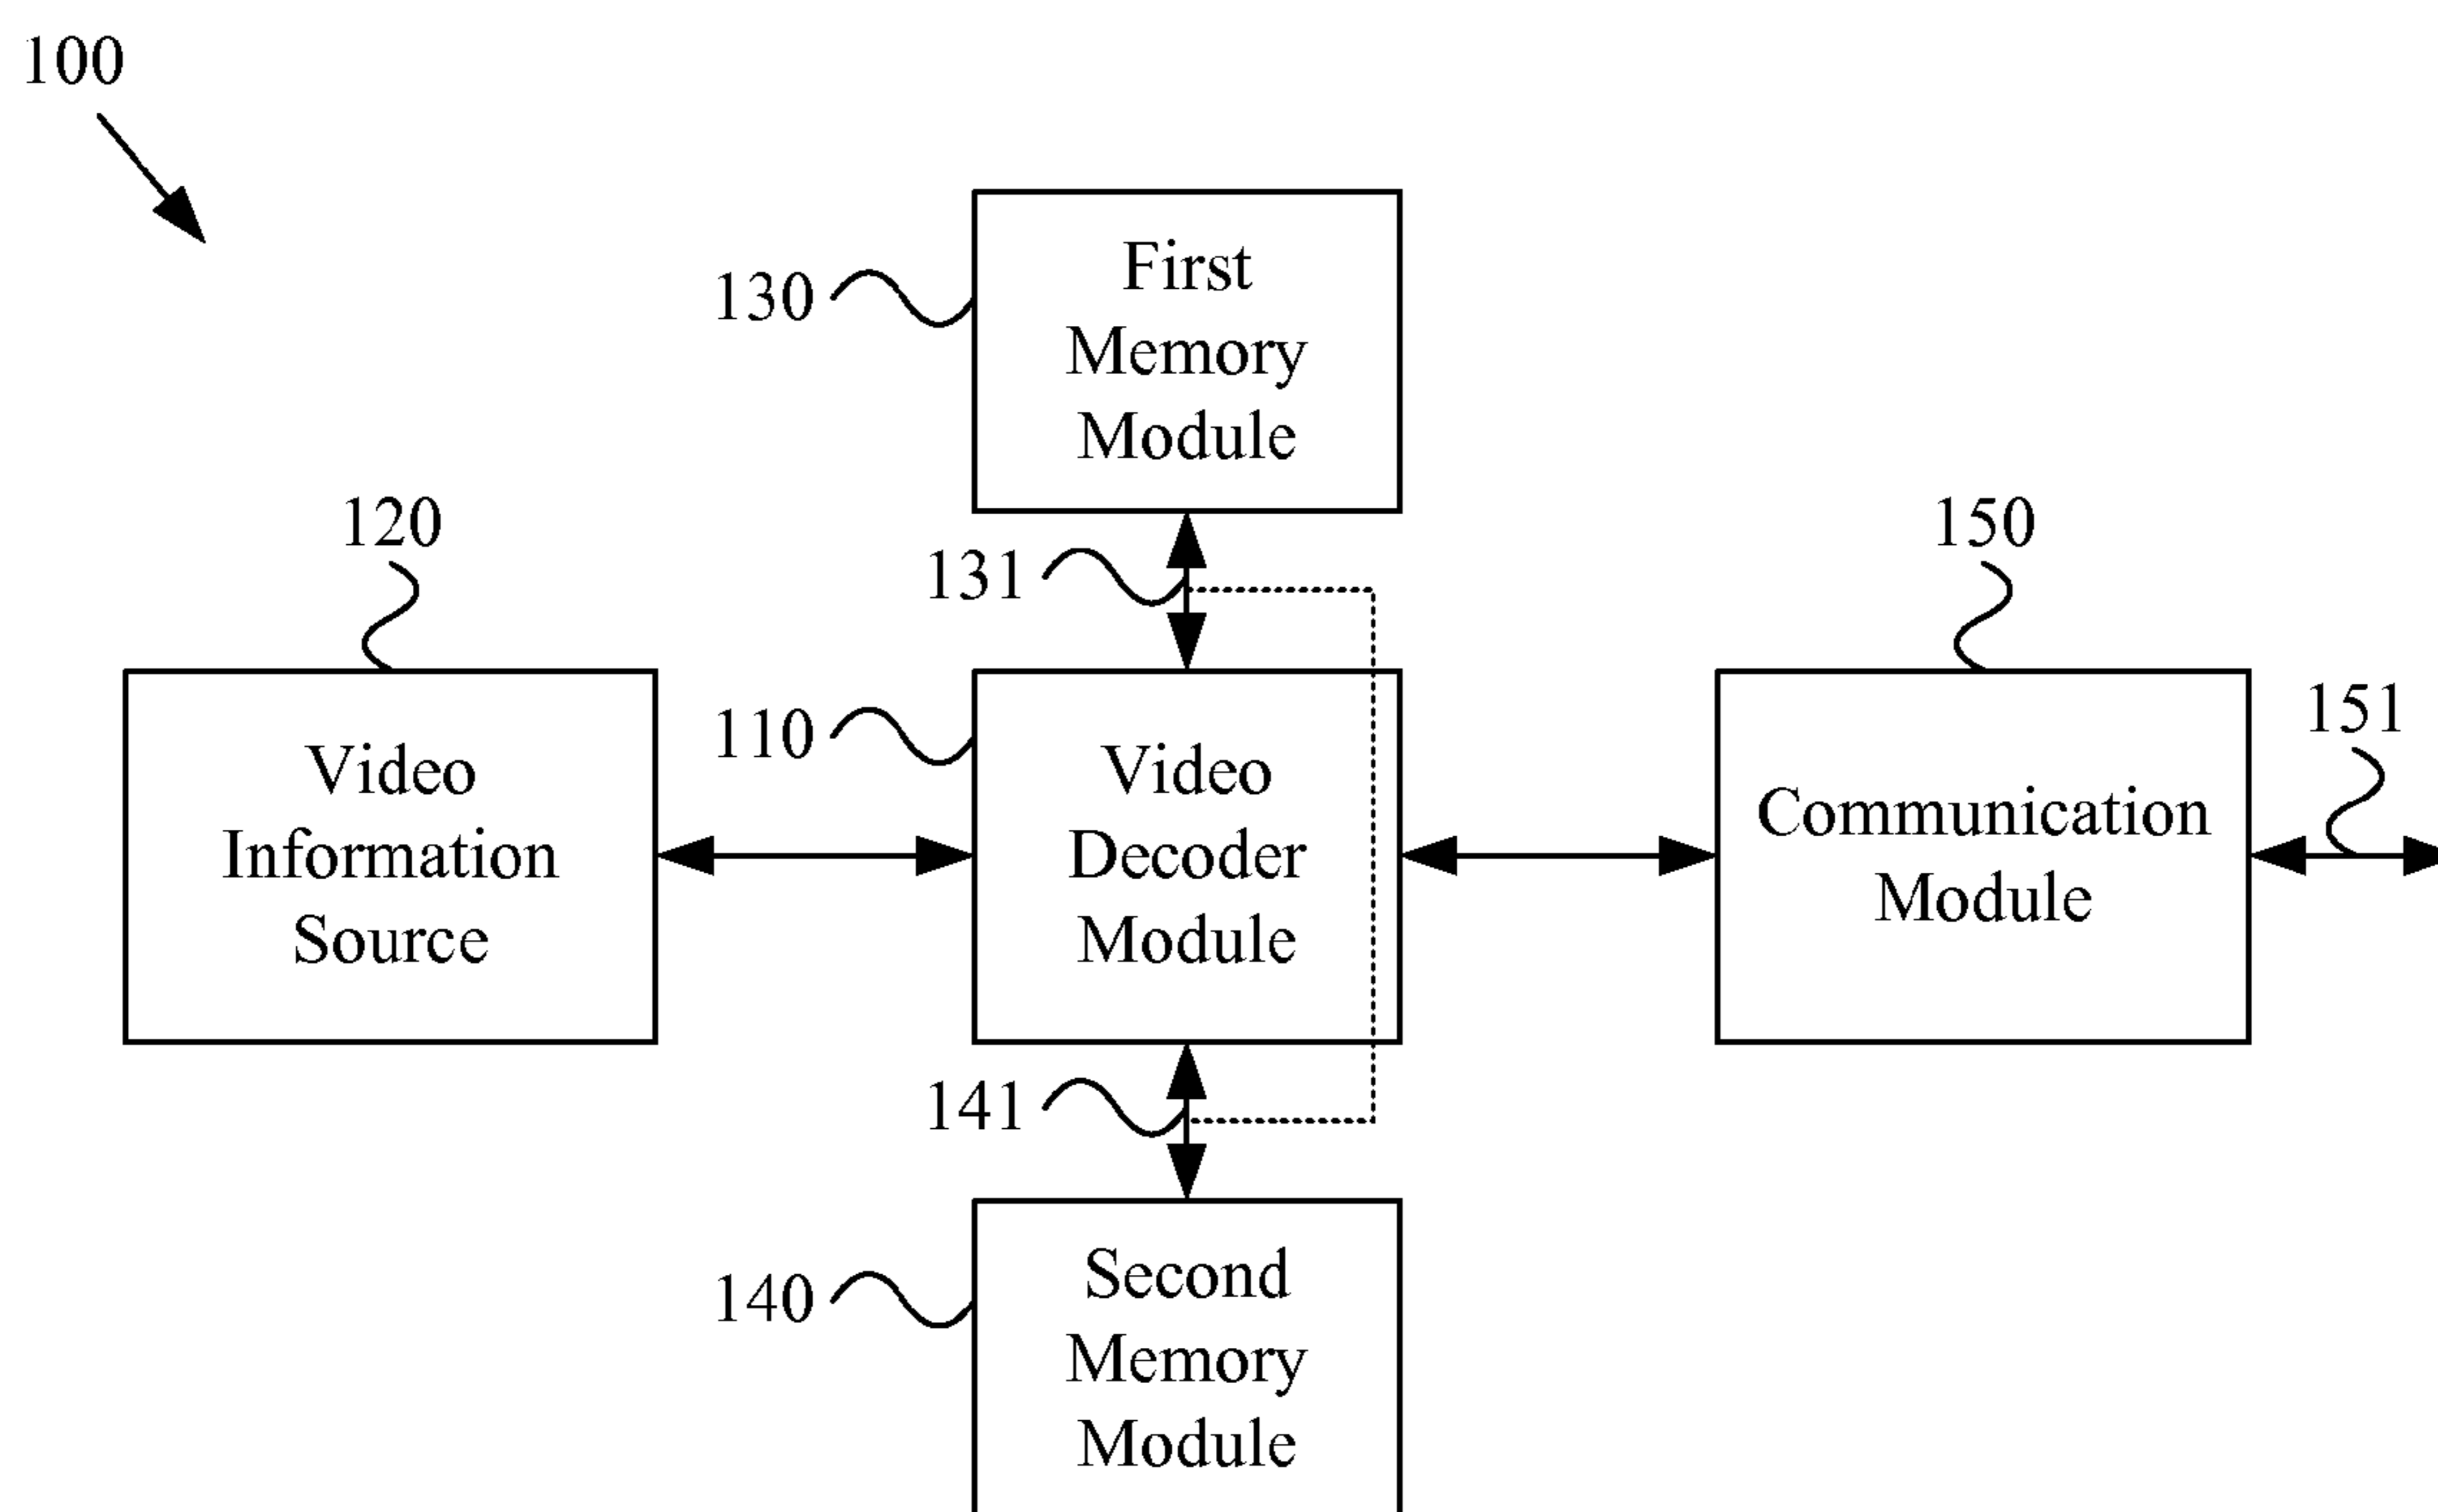 100
130
First
Memory
Module
131
120
Video
Information
Source
110
Video
Decoder
Module
150
Communication
Module
151
141
140
Second
Memory
Module